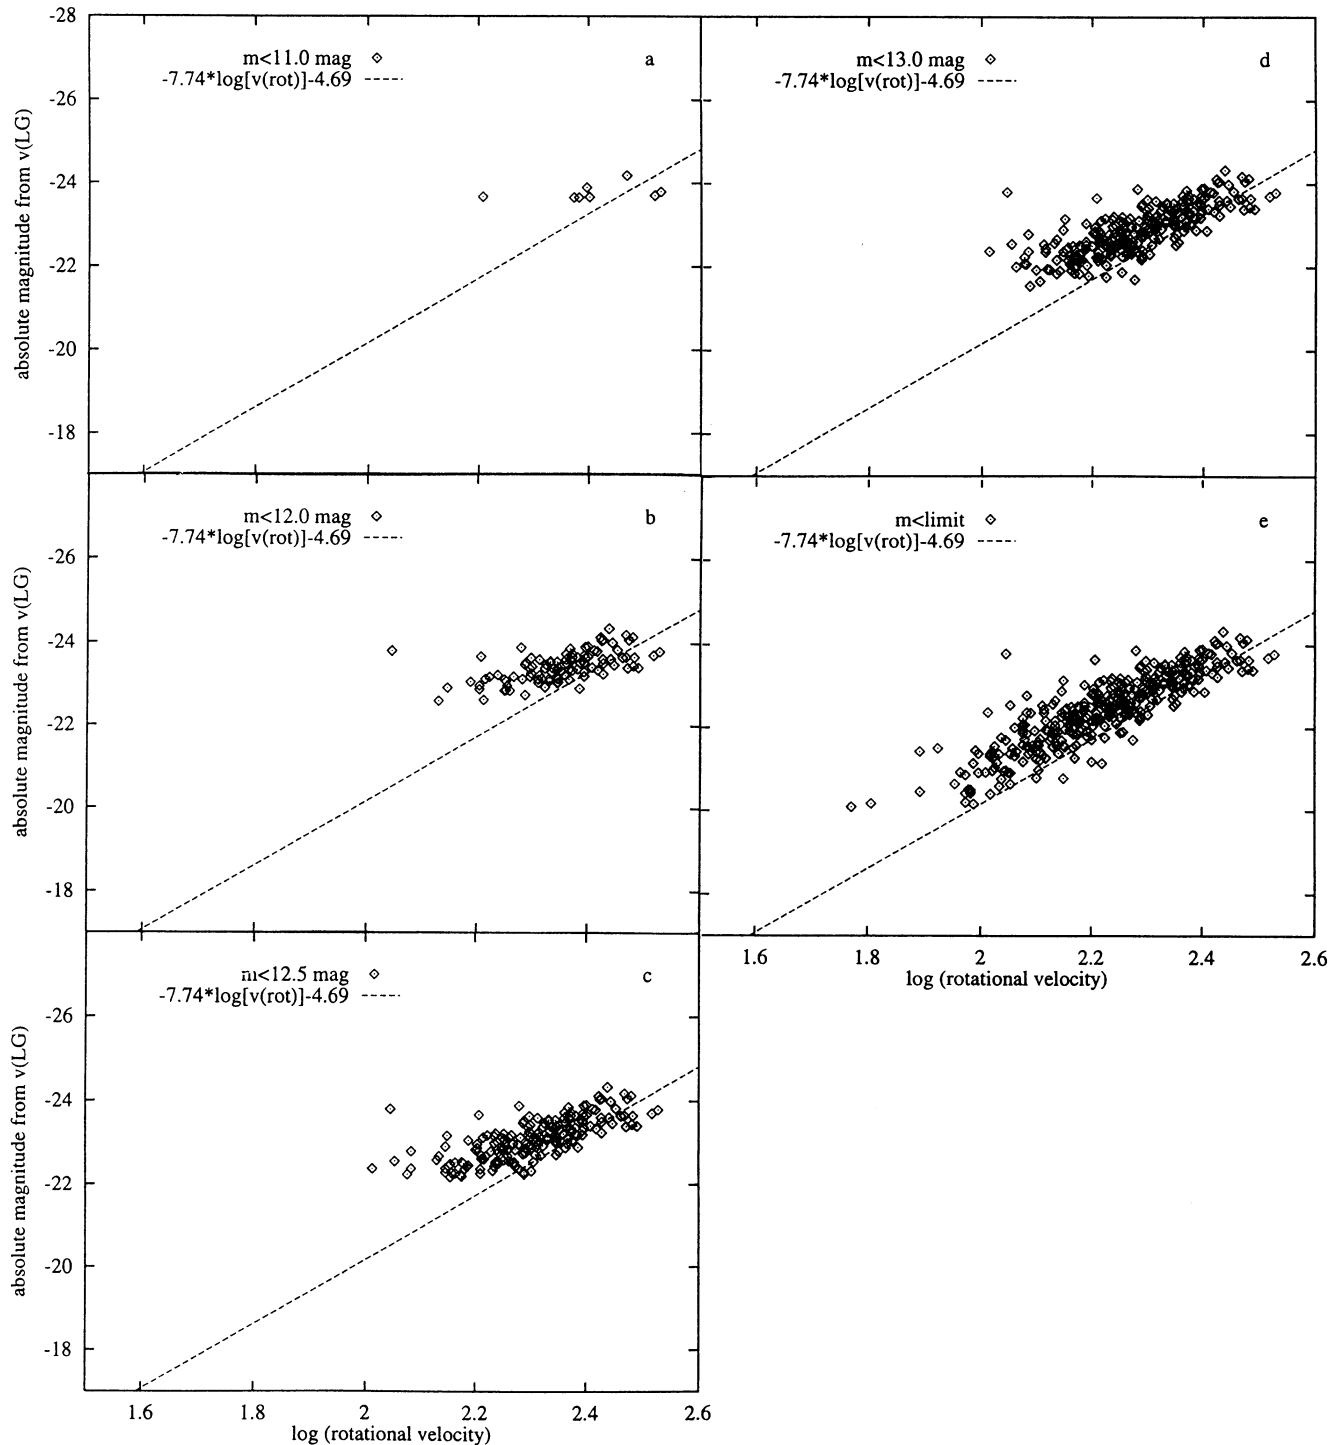 -28
m<11.0 mag
a
-7.74*log[v(rot)]-4.69
-26
-24
-22
-20
-18
absolute magnitude from v(LG)
m<13.0 mag
d
-7.74*log[v(rot)]-4.69
m<12.0 mag
b
-7.74*log[v(rot)]-4.69
-26
-24
-22
-20
-18
absolute magnitude from v(LG)
m<limit
e
-7.74*log[v(rot)]-4.69
1.6 1.8 2 2.2 2.4 2.6
log (rotational velocity)
m<12.5 mag
c
-7.74*log[v(rot)]-4.69
-26
-24
-22
-20
-18
absolute magnitude from v(LG)
1.6 1.8 2 2.2 2.4 2.6
log (rotational velocity)